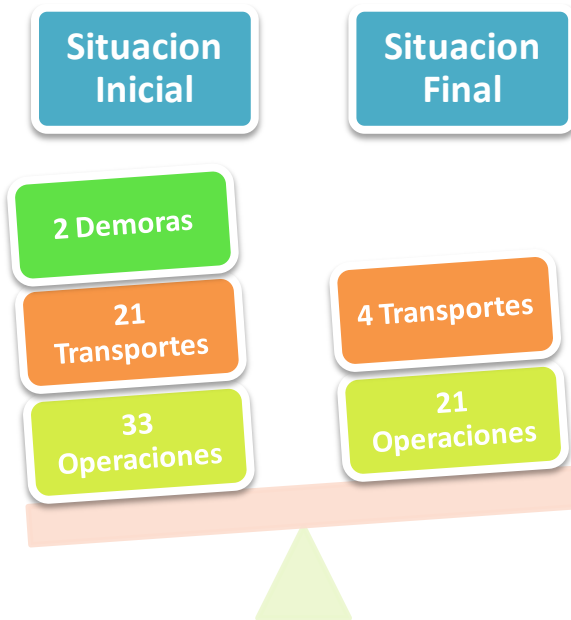 Situacion
Inicial
Situacion
Final
2 Demoras
21
Transportes
33
Operaciones
4 Transportes
21
Operaciones